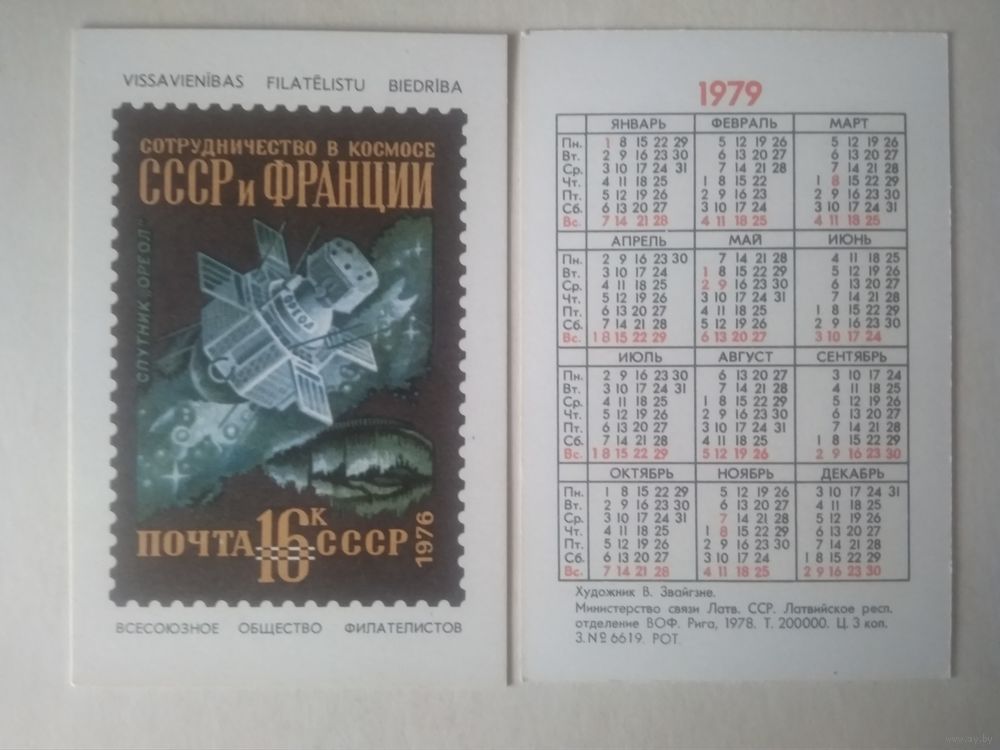 VISSAVIENĪBAS FILATĒLISTU BIEDRĪBA
СОТРУДНИЧЕСТВО В КОСМОСЕ
СССР и ФРАНЦИИ
СПУТНИК „ОРЕОЛ"
ПОЧТА 16 К СССР
1976
ВСЕСОЮЗНОЕ ОБЩЕСТВО ФИЛАТЕЛИСТОВ
1979
ЯНВАРЬ ФЕВРАЛЬ МАРТ
Пн. 1 8 15 22 29 5 12 19 26 5 12 19 26
Вт. 2 9 16 23 30 6 13 20 27 6 13 20 27
Ср. 3 10 17 24 31 7 14 21 28 7 14 21 28
Чт. 4 11 18 25 1 8 15 22 1 8 15 22 29
Пт. 5 12 19 26 2 9 16 23 2 9 16 23 30
Сб. 6 13 20 27 3 10 17 24 3 10 17 24 31
Вс. 7 14 21 28 4 11 18 25 4 11 18 25
АПРЕЛЬ МАЙ ИЮНЬ
Пн. 2 9 16 23 30 7 14 21 28 4 11 18 25
Вт. 3 10 17 24 1 8 15 22 29 5 12 19 26
Ср. 4 11 18 25 2 9 16 23 30 6 13 20 27
Чт. 5 12 19 26 3 10 17 24 31 7 14 21 28
Пт. 6 13 20 27 4 11 18 25 1 8 15 22 29
Сб. 7 14 21 28 5 12 19 26 2 9 16 23 30
Вс. 1 8 15 22 29 6 13 20 27 3 10 17 24
ИЮЛЬ АВГУСТ СЕНТЯБРЬ
Пн. 2 9 16 23 30 6 13 20 27 3 10 17 24
Вт. 3 10 17 24 31 7 14 21 28 4 11 18 25
Ср. 4 11 18 25 1 8 15 22 29 5 12 19 26
Чт. 5 12 19 26 2 9 16 23 30 6 13 20 27
Пт. 6 13 20 27 3 10 17 24 31 7 14 21 28
Сб. 7 14 21 28 4 11 18 25 1 8 15 22 29
Вс. 1 8 15 22 29 5 12 19 26 2 9 16 23 30
ОКТЯБРЬ НОЯБРЬ ДЕКАБРЬ
Пн. 1 8 15 22 29 5 12 19 26 3 10 17 24 31
Вт. 2 9 16 23 30 6 13 20 27 4 11 18 25
Ср. 3 10 17 24 31 7 14 21 28 5 12 19 26
Чт. 4 11 18 25 1 8 15 22 29 6 13 20 27
Пт. 5 12 19 26 2 9 16 23 30 7 14 21 28
Сб. 6 13 20 27 3 10 17 24 1 8 15 22 29
Вс. 7 14 21 28 4 11 18 25 2 9 16 23 30
Художник В. Звайгзне.
Министерство связи Латв. ССР. Латвийское респ.
отделение ВОФ. Рига, 1978. Т. 200000. Ц. 3 коп.
З. № 6619. РОТ.
www.ay.by